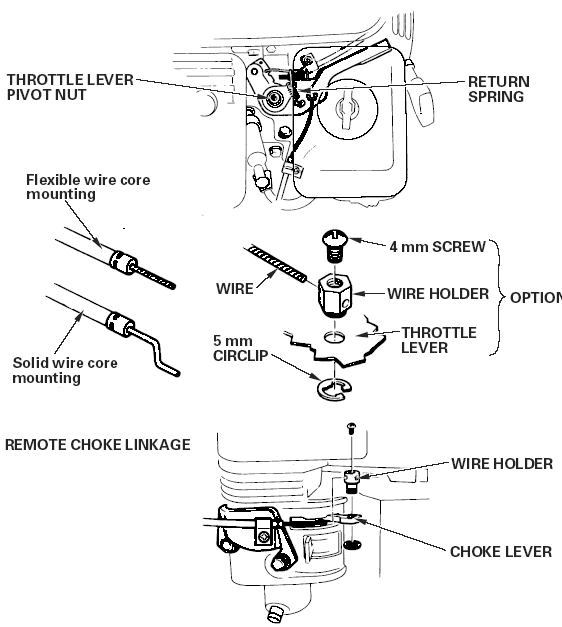 THROTTLE LEVER
PIVOT NUT
RETURN
SPRING
Flexible wire core
mounting
4 mm SCREW
WIRE
WIRE HOLDER
OPTION
THROTTLE
LEVER
5 mm
CIRCLIP
Solid wire core
mounting
REMOTE CHOKE LINKAGE
WIRE HOLDER
CHOKE LEVER